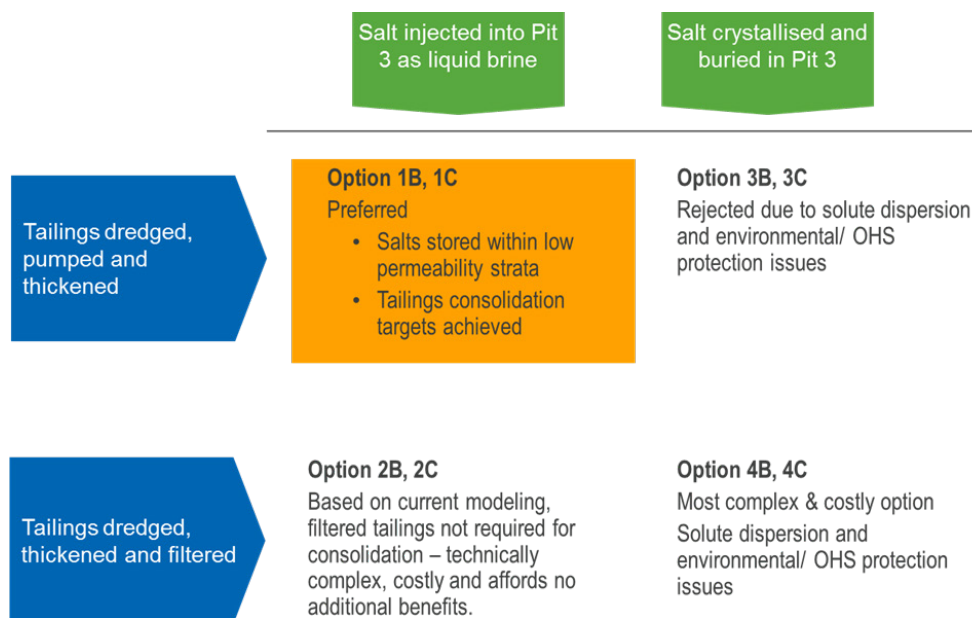 Salt injected into Pit
3 as liquid brine
Salt crystallised and
buried in Pit 3
Tailings dredged,
pumped and
thickened
Option 1B, 1C
Preferred
• Salts stored within low
permeability strata
• Tailings consolidation
targets achieved
Option 3B, 3C
Rejected due to solute dispersion
and environmental/ OHS
protection issues
Tailings dredged,
thickened and filtered
Option 2B, 2C
Based on current modeling,
filtered tailings not required for
consolidation – technically
complex, costly and affords no
additional benefits.
Option 4B, 4C
Most complex & costly option
Solute dispersion and
environmental/ OHS protection
issues